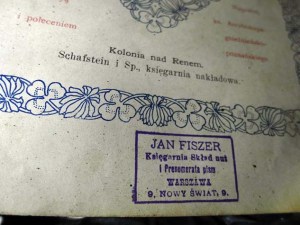 i poleceniem
Kolonia nad Renem.
Schafstein i Sp., księgarnia nakładowa.
JAN FISZER
Księgarnia Skład nut
i Prenumerata pism
WARSZAWA
9, NOWY ŚWIAT, 9.